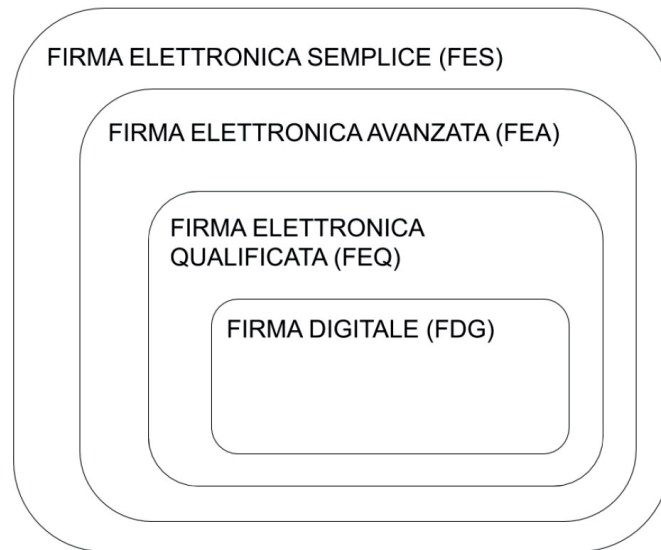 FIRMA ELETTRONICA SEMPLICE (FES)
FIRMA ELETTRONICA AVANZATA (FEA)
FIRMA ELETTRONICA
QUALIFICATA (FEQ)
FIRMA DIGITALE (FDG)